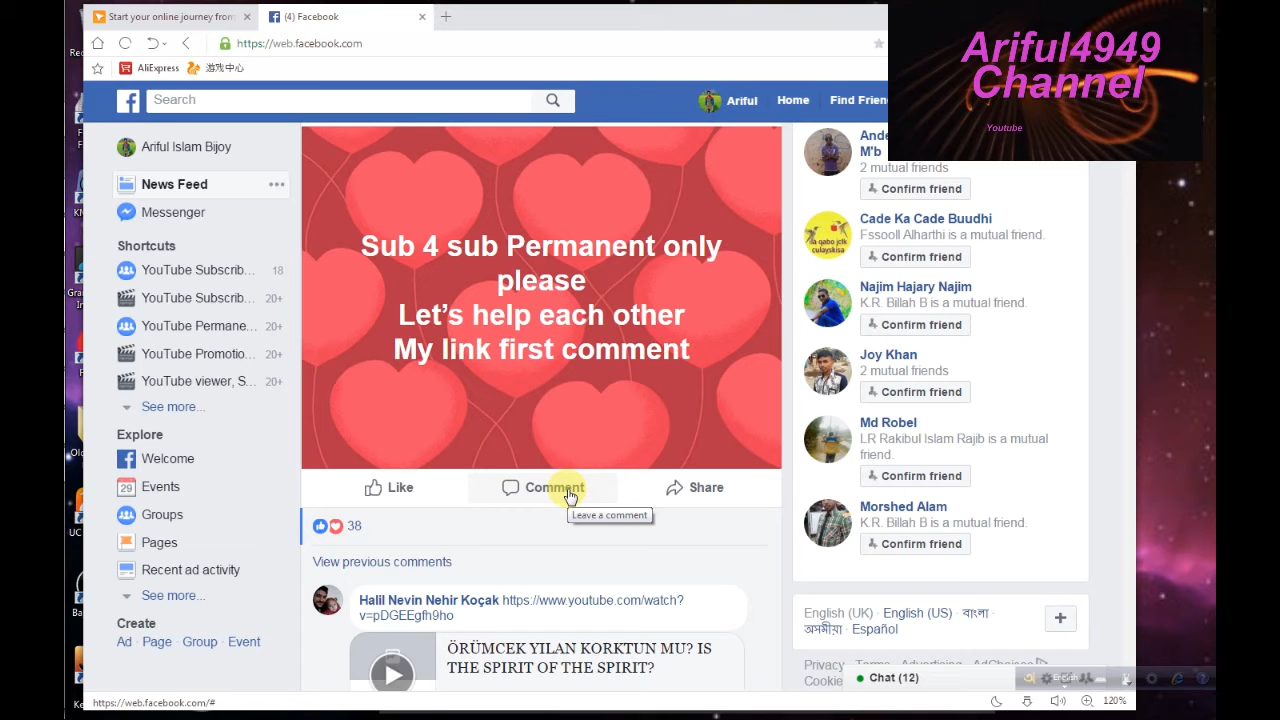 Start your online journey from
(4) Facebook
https://web.facebook.com
AliExpress
游戏中心
Ariful4949
Channel
Youtube
Search
Ariful
Home
Find Frien
Ariful Islam Bijoy
News Feed
Messenger
Shortcuts
YouTube Subscrib... 18
YouTube Subscrib... 20+
YouTube Permane... 20+
YouTube Promotio... 20+
YouTube viewer, S... 20+
See more...
Explore
Welcome
29 Events
Groups
Pages
Recent ad activity
See more...
Create
Ad · Page · Group · Event
Sub 4 sub Permanent only
please
Let's help each other
My link first comment
Like
Comment
Share
Leave a comment
38
View previous comments
Halil Nevin Nehir Koçak https://www.youtube.com/watch?
v=pDGEEgfh9ho
ÖRÜMCEK YILAN KORKTUN MU? IS
THE SPIRIT OF THE SPIRIT?
Ande
M'b
2 mutual friends
Confirm friend
Cade Ka Cade Buudhi
Fssooll Alharthi is a mutual friend.
Confirm friend
Najim Hajary Najim
K.R. Billah B is a mutual friend.
Confirm friend
Joy Khan
2 mutual friends
Confirm friend
Md Robel
LR Rakibul Islam Rajib is a mutual
friend.
Confirm friend
Morshed Alam
K.R. Billah B is a mutual friend.
Confirm friend
English (UK) · English (US) · বাংলা ·
অসমীয়া · Español
Privacy · Terms · Advertising · AdChoices
Cookie
Chat (12)
English
https://web.facebook.com/#
120%